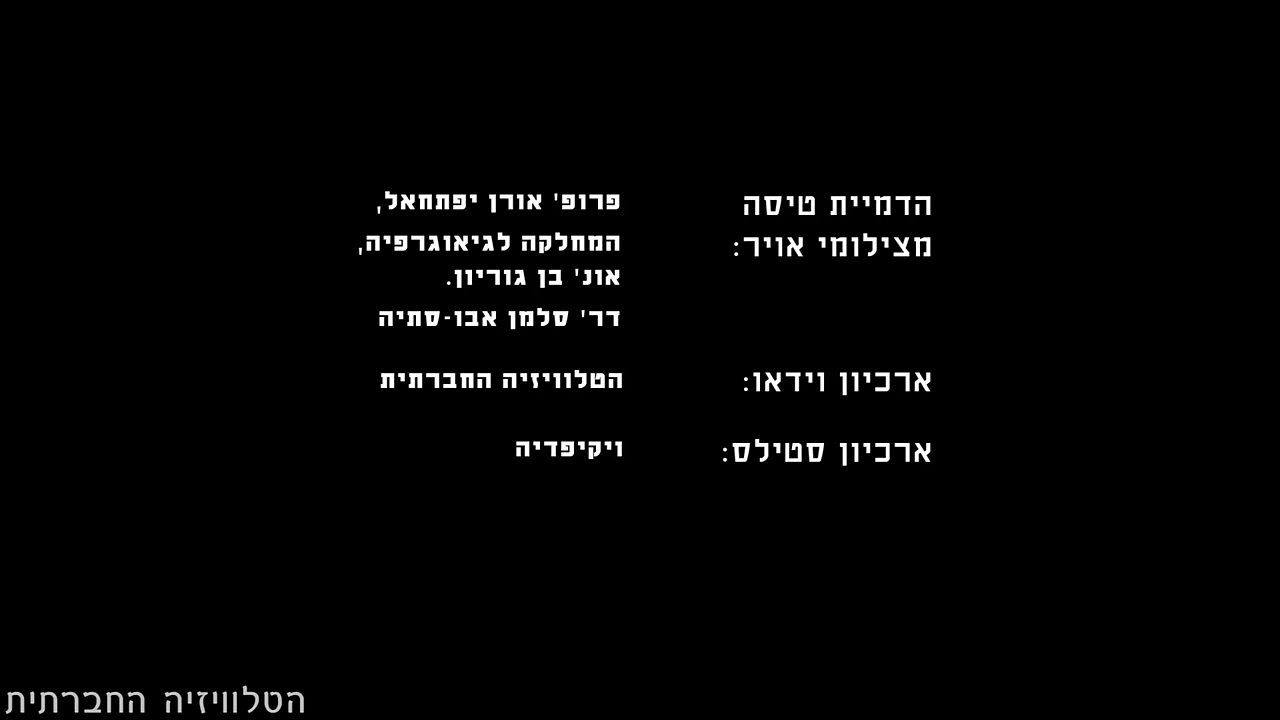 הדמיית טיסה
מצילומי אויר:
פרופ' אורן יפתחאל,
המחלקה לגיאוגרפיה,
אונ' בן גוריון.
דר' סלמן אבו-סתיה
ארכיון וידאו:
הטלוויזיה החברתית
ארכיון סטילס:
ויקיפדיה
הטלוויזיה החברתית